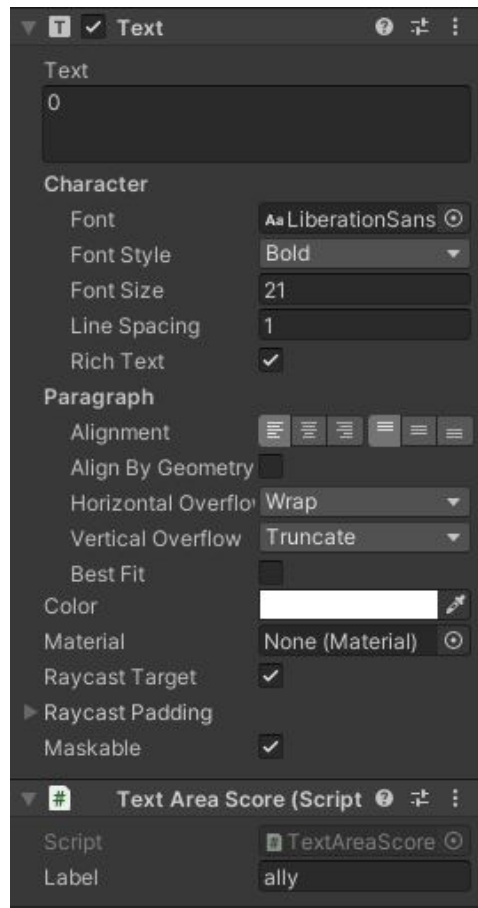 Text
Text
0
Character
Font Aa LiberationSans
Font Style Bold
Font Size 21
Line Spacing 1
Rich Text
Paragraph
Alignment
Align By Geometry
Horizontal Overflo Wrap
Vertical Overflow Truncate
Best Fit
Color
Material None (Material)
Raycast Target
Raycast Padding
Maskable
# Text Area Score (Script
Script # TextAreaScore
Label ally